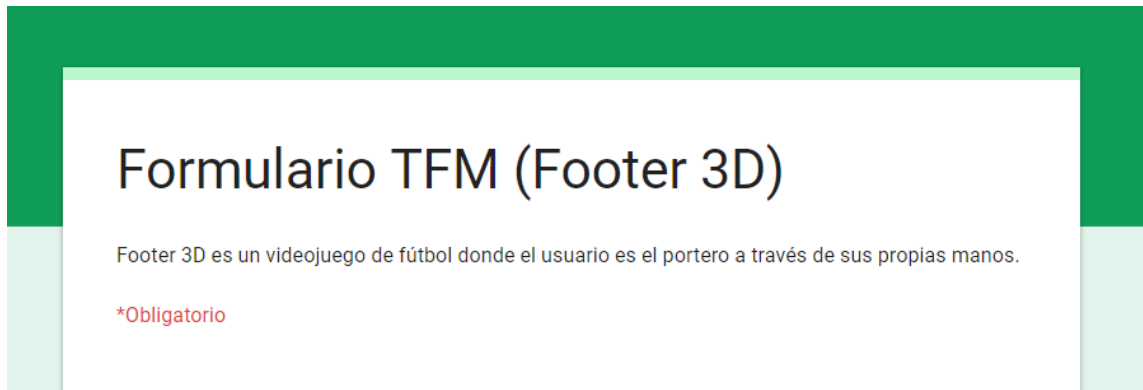 Formulario TFM (Footer 3D)
Footer 3D es un videojuego de fútbol donde el usuario es el portero a través de sus propias manos.
*Obligatorio